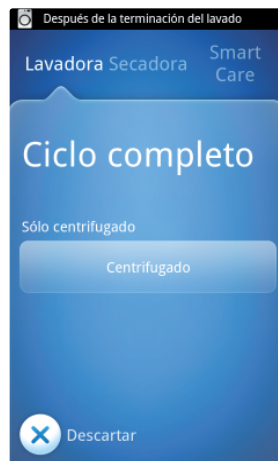 Después de la terminación del lavado
Lavadora Secadora Smart Care
Ciclo completo
Sólo centrifugado
Centrifugado
Descartar